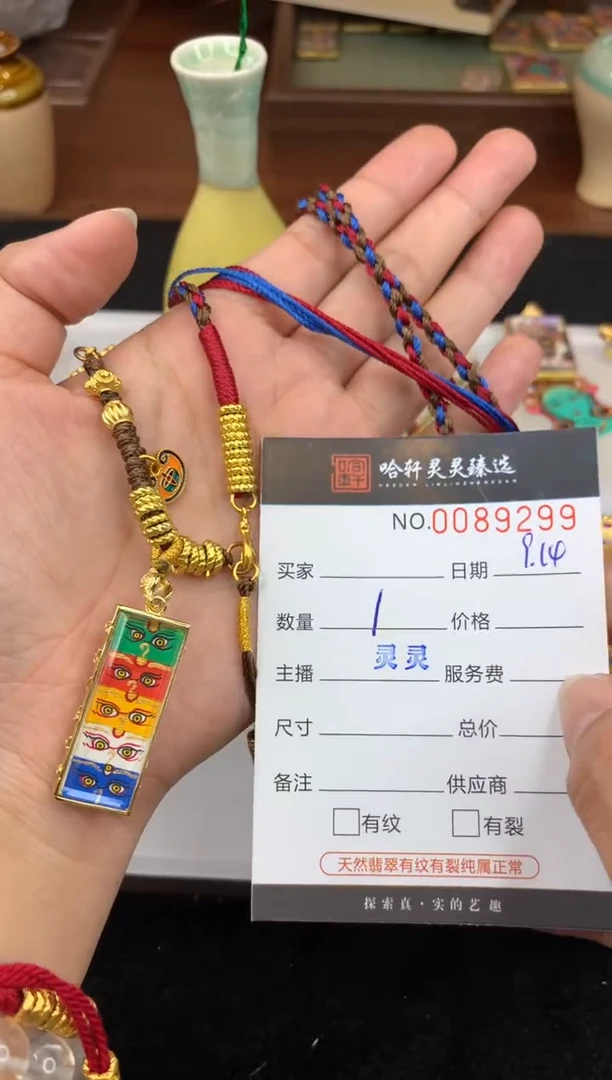 哈轩灵灵臻选
NO.0089299
买家 日期 9.14
数量 1 价格
主播 灵灵 服务费
尺寸 总价
备注 供应商
有纹 有裂
天然翡翠有纹有裂纯属正常
探索真·实的艺趣